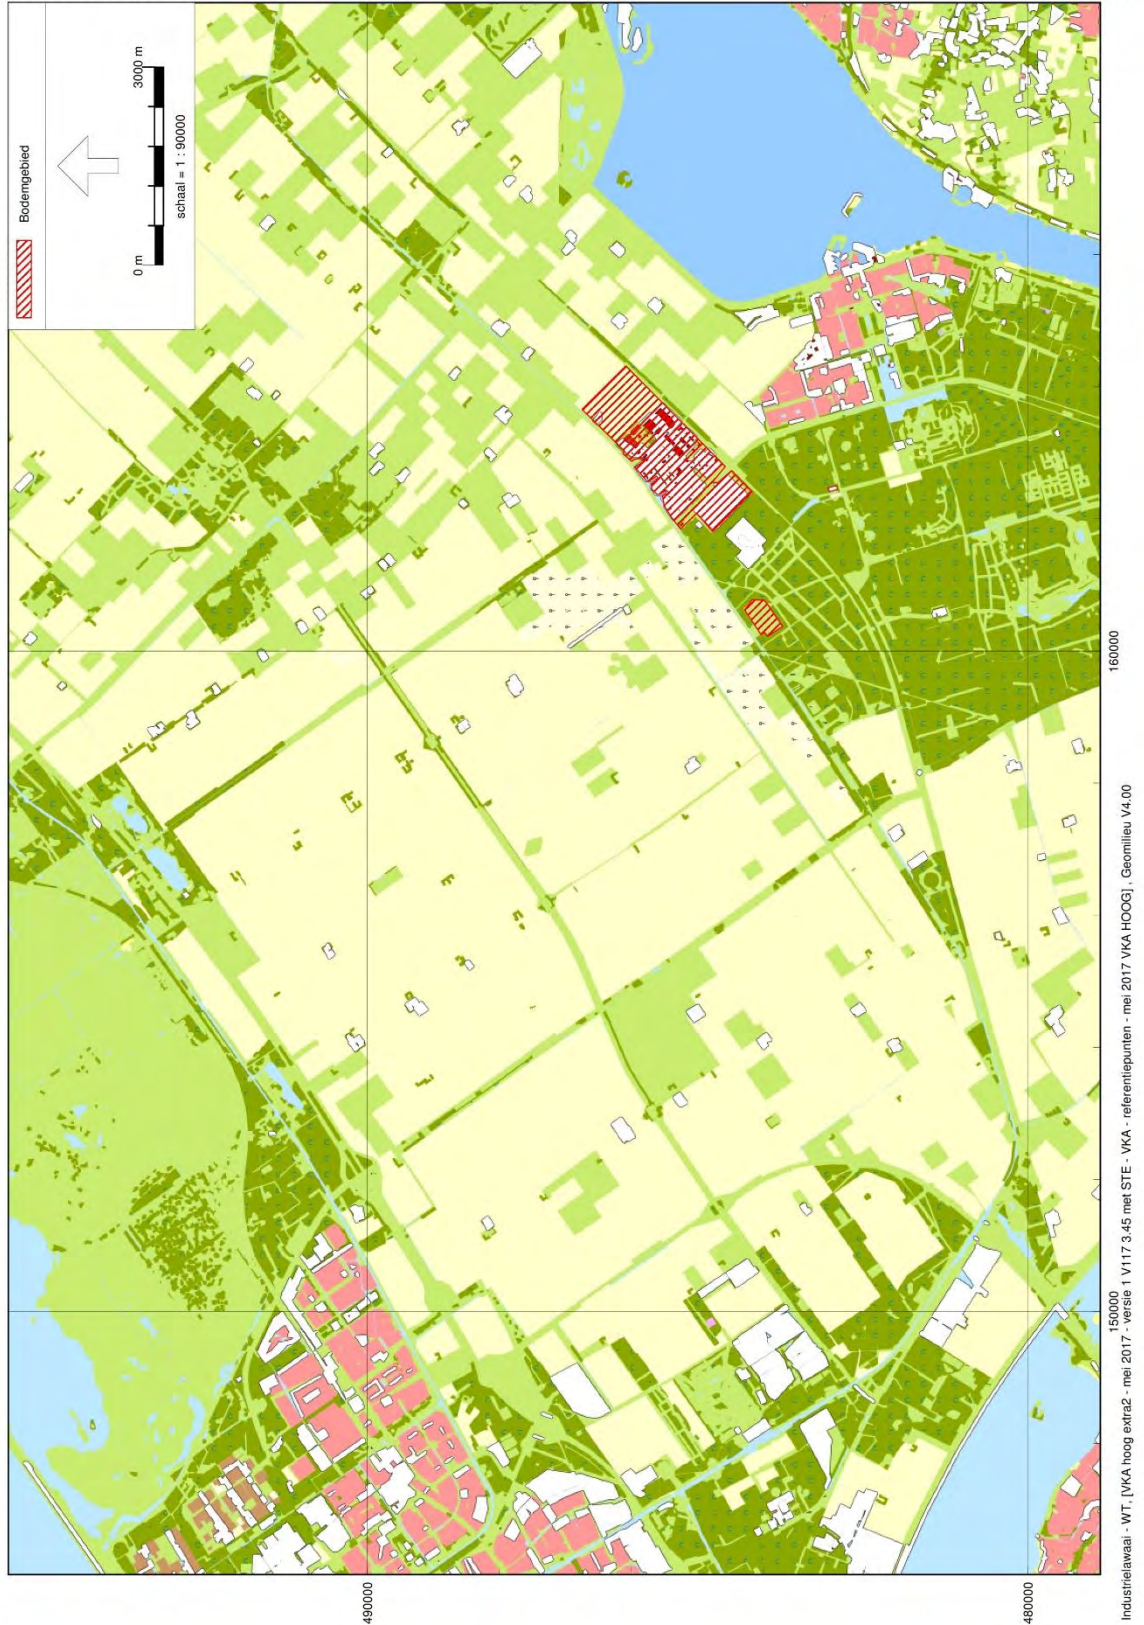 Bodemgebied
0 m
3000 m
schaal = 1 : 90000
490000
480000
150000
160000
Industrielawaai - WT, [VKA hoog extra2 - mei 2017 - versie 1 V117 3.45 met STE - VKA - referentiepunten - mei 2017 VKA HOOG] , Geomilieu V4.00